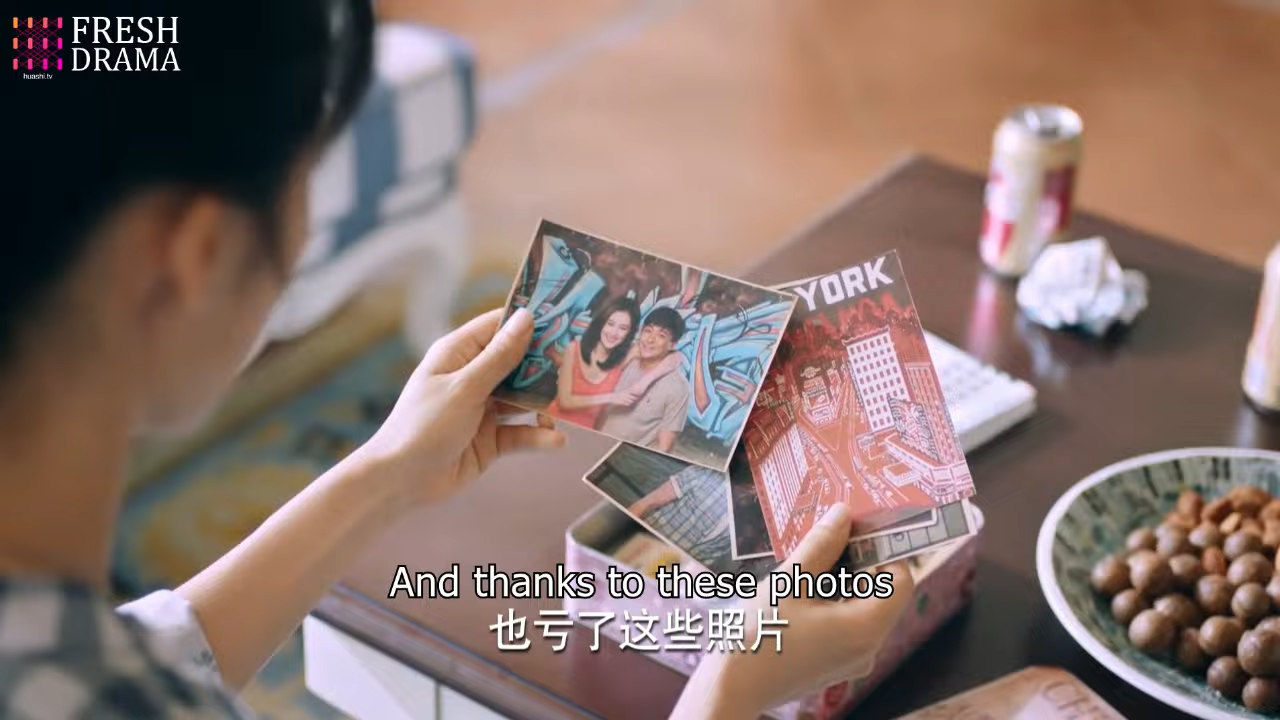 FRESH
DRAMA
huashi.tv
YORK
And thanks to these photos
也亏了这些照片